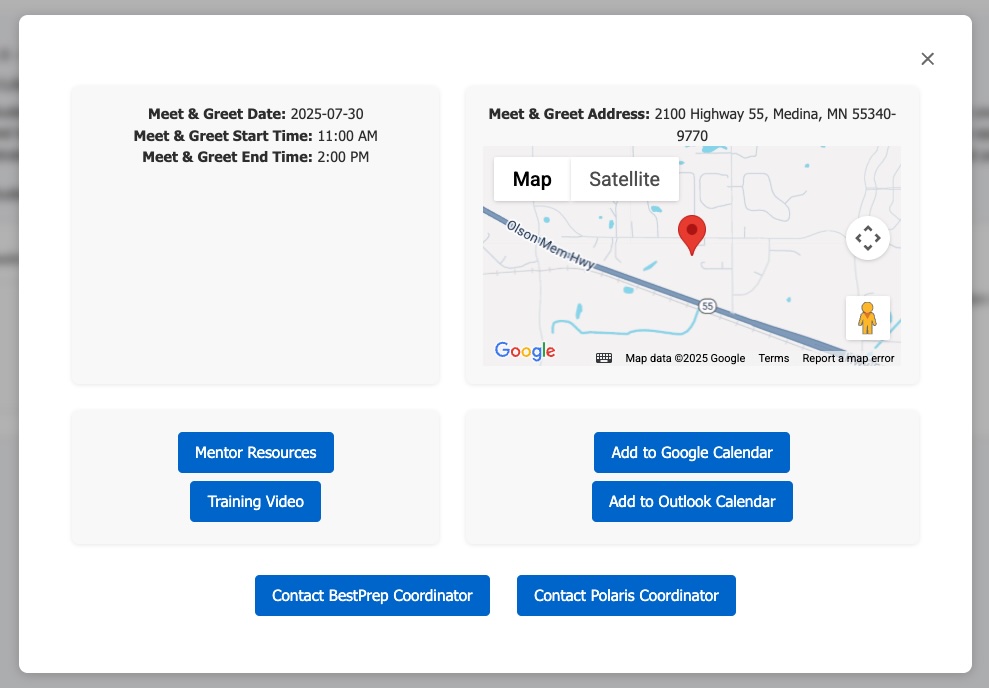 ×
Meet & Greet Date: 2025-07-30
Meet & Greet Start Time: 11:00 AM
Meet & Greet End Time: 2:00 PM
Meet & Greet Address: 2100 Highway 55, Medina, MN 55340-
9770
Map
Satellite
Olson Mem Hwy
55
Google
Map data ©2025 Google
Terms
Report a map error
Mentor Resources
Training Video
Add to Google Calendar
Add to Outlook Calendar
Contact BestPrep Coordinator
Contact Polaris Coordinator